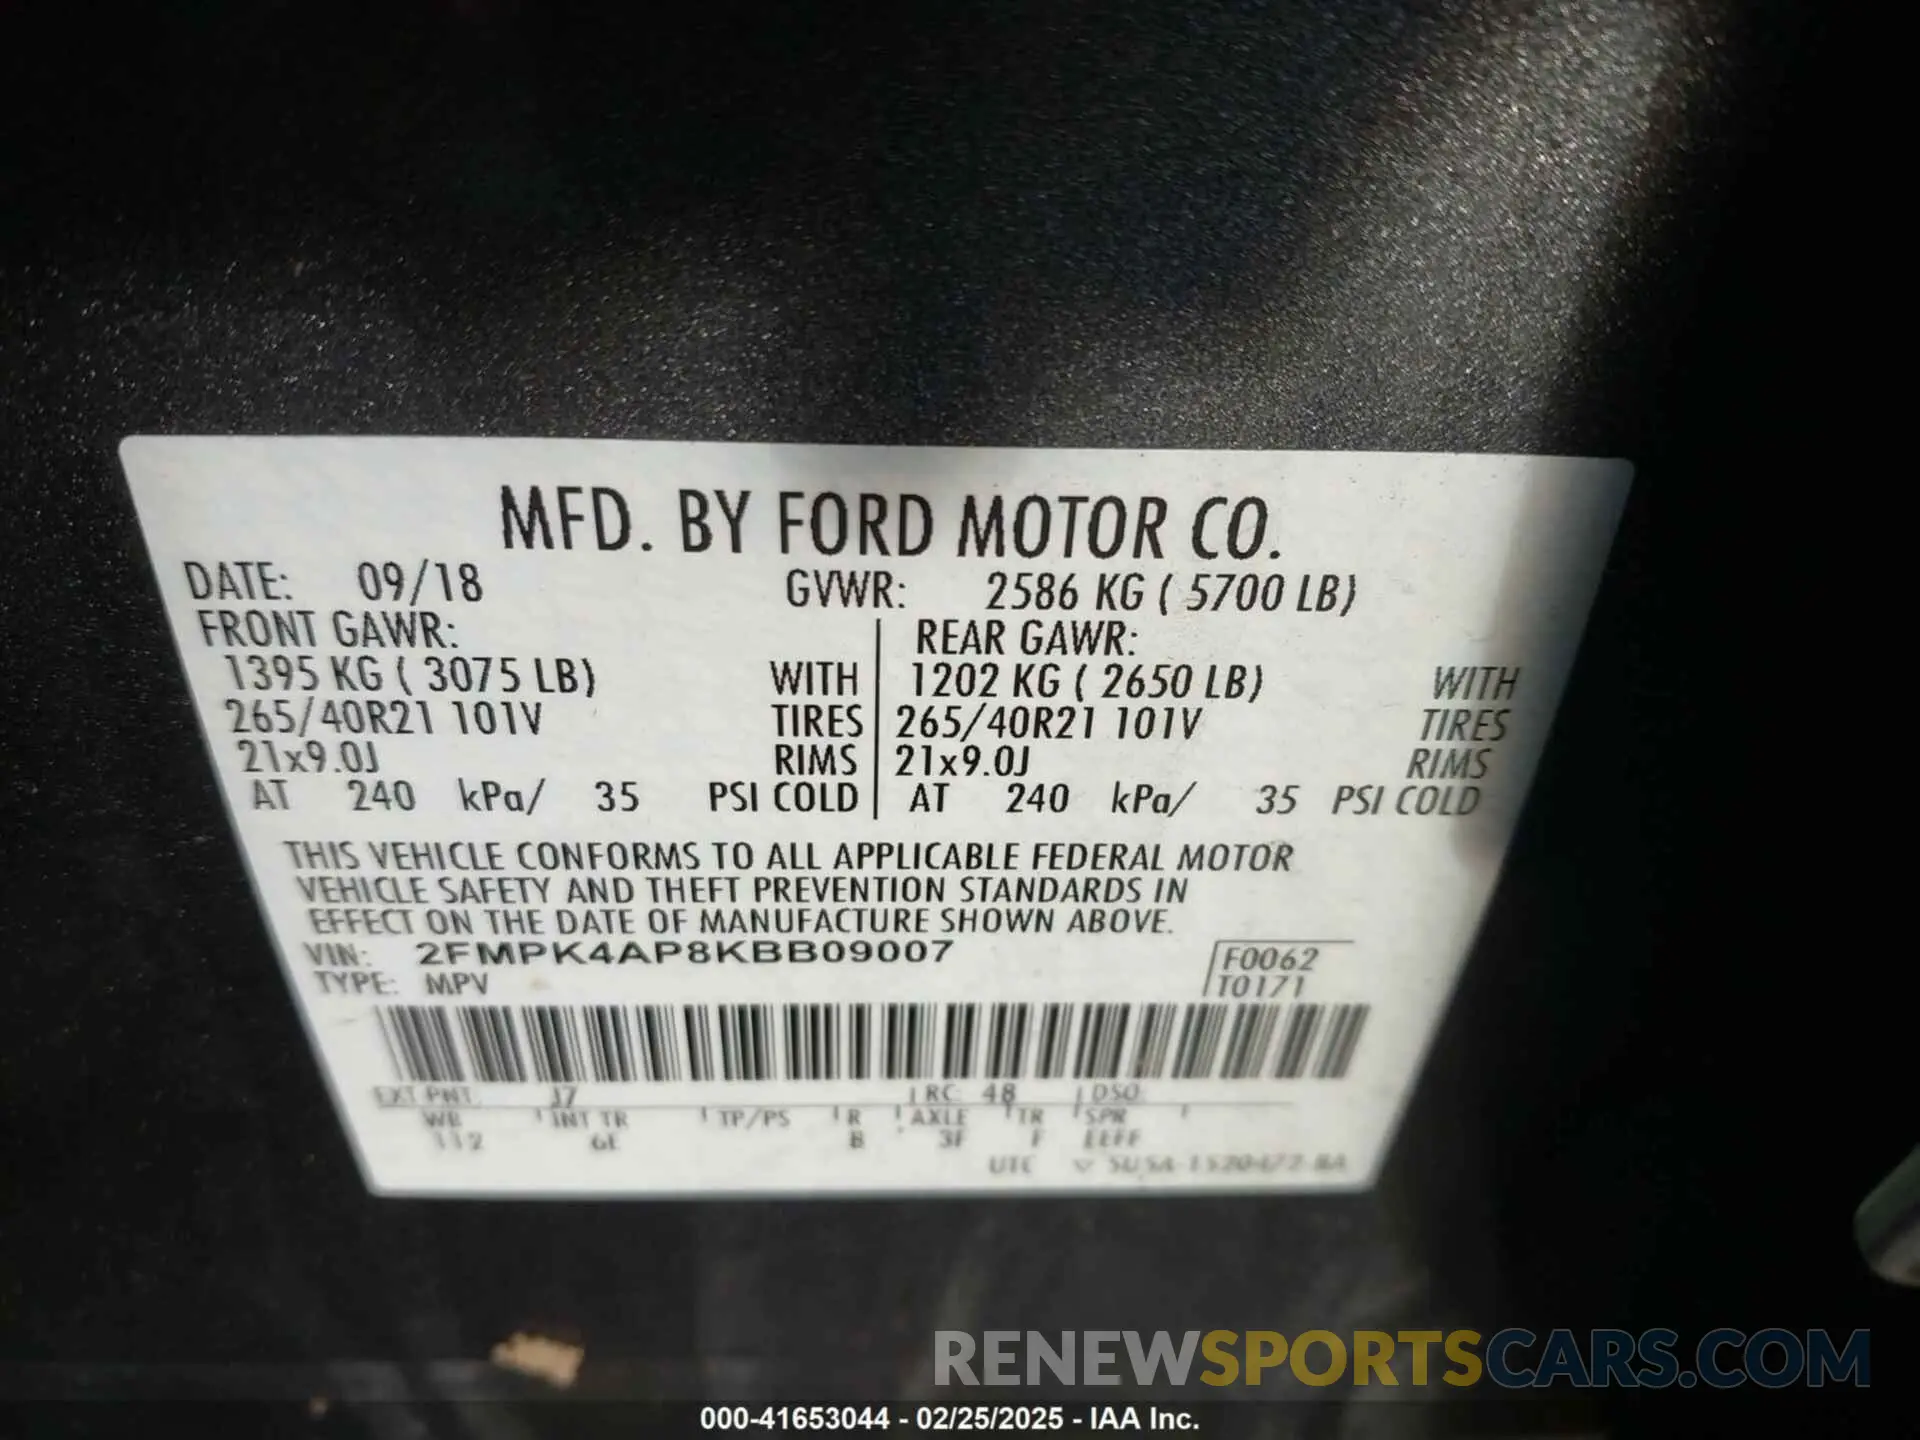 MFD. BY FORD MOTOR CO.
DATE: 09/18 GVWR: 2586 KG ( 5700 LB)
FRONT GAWR: REAR GAWR:
1395 KG ( 3075 LB) WITH 1202 KG ( 2650 LB) WITH
265/40R21 101V TIRES 265/40R21 101V TIRES
21x9.0J RIMS 21x9.0J RIMS
AT 240 kPa/ 35 PSI COLD AT 240 kPa/ 35 PSI COLD
THIS VEHICLE CONFORMS TO ALL APPLICABLE FEDERAL MOTOR
VEHICLE SAFETY AND THEFT PREVENTION STANDARDS IN
EFFECT ON THE DATE OF MANUFACTURE SHOWN ABOVE.
VIN: 2FMPK4AP8KBB09007 F0062
TYPE: MPV T0171
EXT PNT: J7 RC: 48 DSO:
WB INT TR TP/PS R AXLE TR SPR
112 6E B 3F F EEFF
UTC
RENEWSPORTSCARS.COM
000-41653044 - 02/25/2025 - IAA Inc.